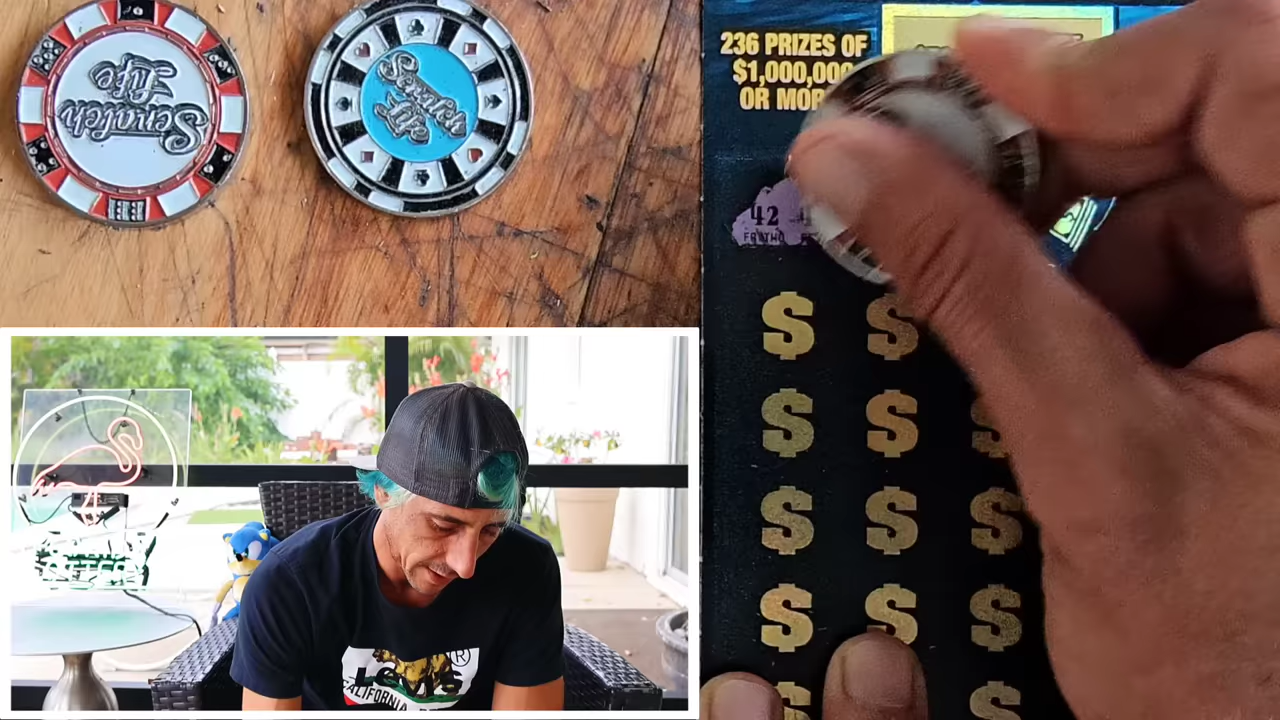 Scratch
Life
Scratch
Life
236 PRIZES OF
$1,000,000
OR MORE
42
$ $
$ $ $
$ $ $
$ $ $
$ $
Levi's®
CALIFORNIA